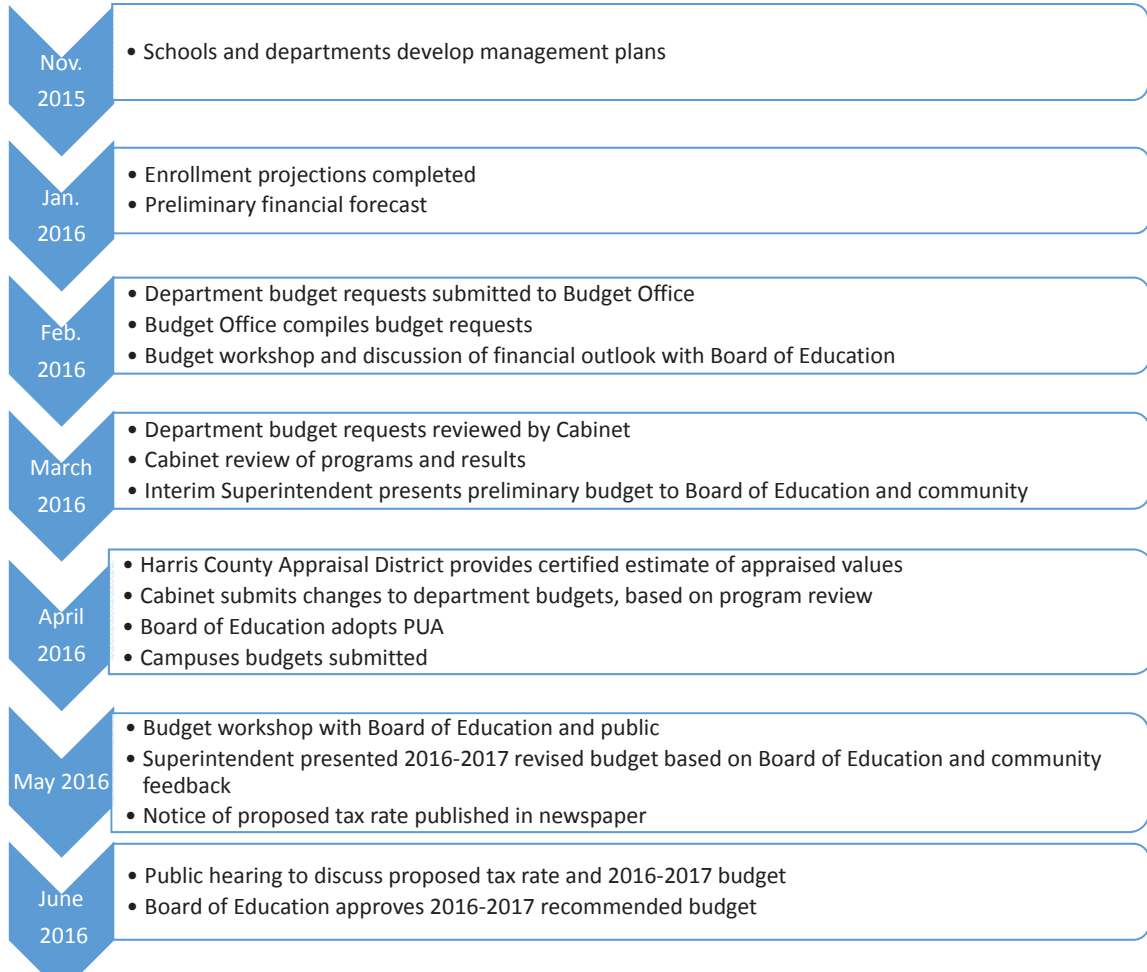 Nov.
2015
• Schools and departments develop management plans
Jan.
2016
• Enrollment projections completed
• Preliminary financial forecast
Feb.
2016
• Department budget requests submitted to Budget Office
• Budget Office compiles budget requests
• Budget workshop and discussion of financial outlook with Board of Education
March
2016
• Department budget requests reviewed by Cabinet
• Cabinet review of programs and results
• Interim Superintendent presents preliminary budget to Board of Education and community
April
2016
• Harris County Appraisal District provides certified estimate of appraised values
• Cabinet submits changes to department budgets, based on program review
• Board of Education adopts PUA
• Campuses budgets submitted
May 2016
• Budget workshop with Board of Education and public
• Superintendent presented 2016-2017 revised budget based on Board of Education and community
feedback
• Notice of proposed tax rate published in newspaper
June
2016
• Public hearing to discuss proposed tax rate and 2016-2017 budget
• Board of Education approves 2016-2017 recommended budget